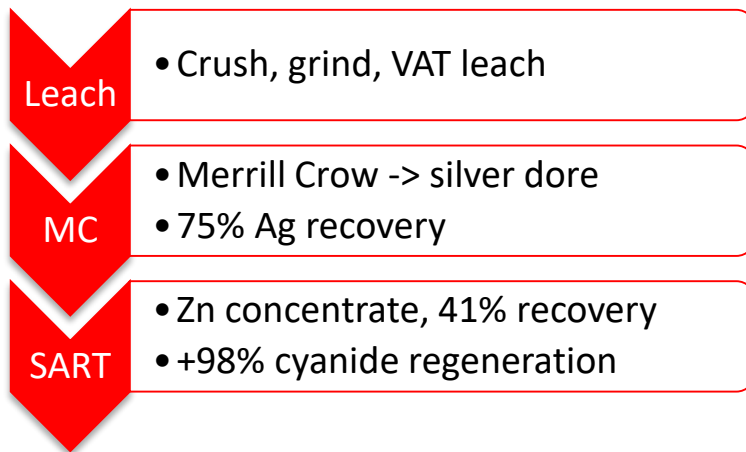 Leach
• Crush, grind, VAT leach
MC
• Merrill Crow -> silver dore
• 75% Ag recovery
SART
• Zn concentrate, 41% recovery
• +98% cyanide regeneration